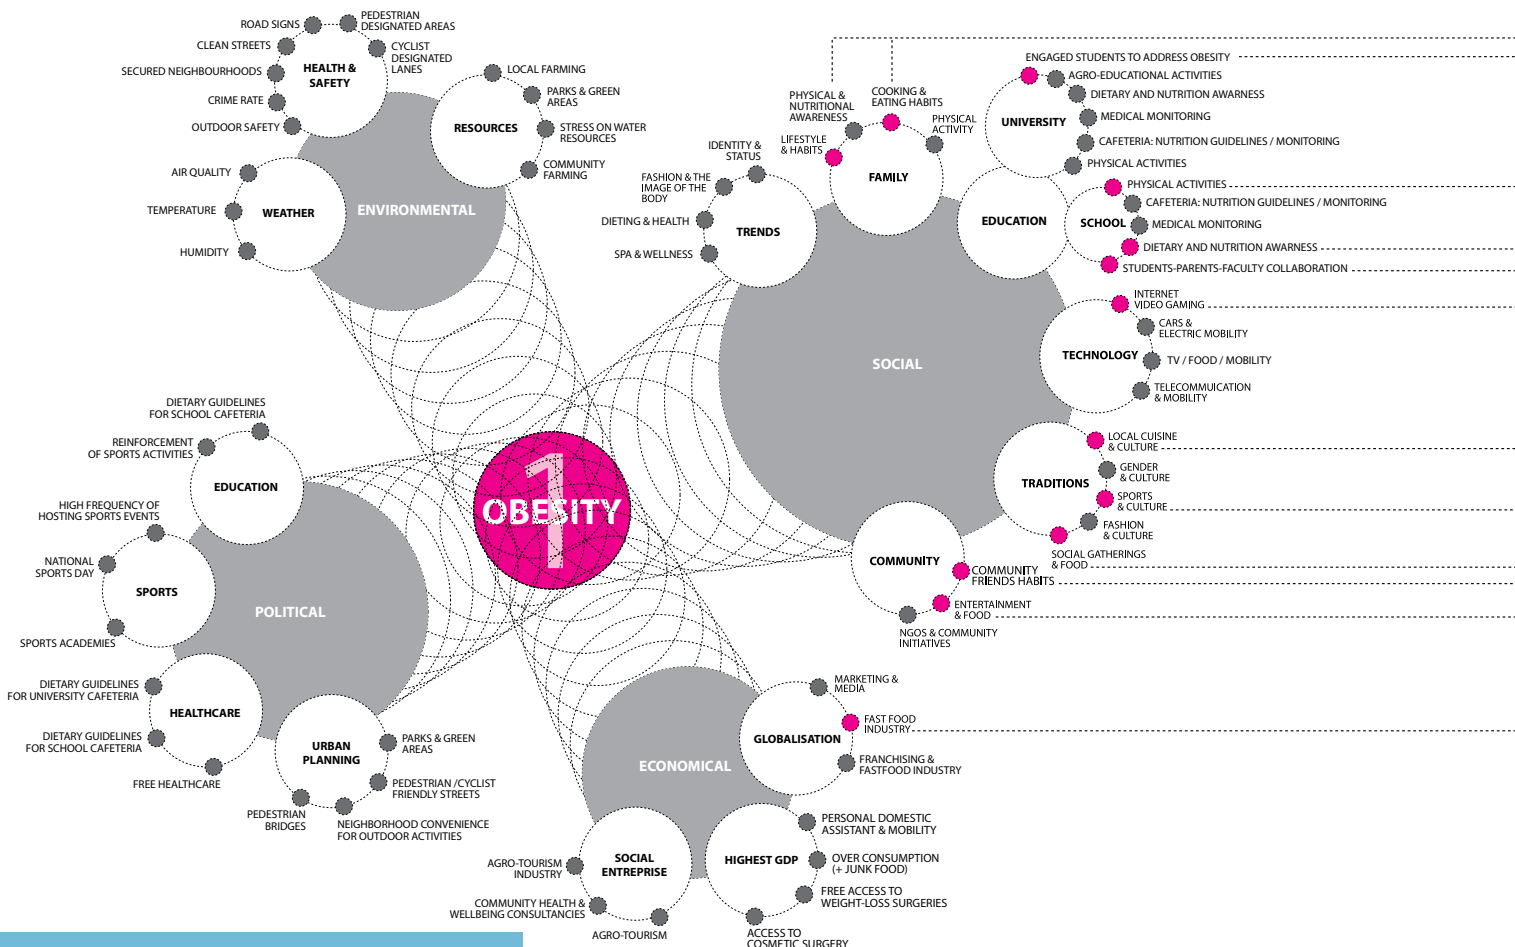 ROAD SIGNS
PEDESTRIAN
DESIGNATED AREAS
CLEAN STREETS
CYCLIST
DESIGNATED
LANES
SECURED NEIGHBOURHOODS
HEALTH &
SAFETY
CRIME RATE
OUTDOOR SAFETY
LOCAL FARMING
PARKS & GREEN
AREAS
RESOURCES
STRESS ON WATER
RESOURCES
COMMUNITY
FARMING
AIR QUALITY
TEMPERATURE
WEATHER
HUMIDITY
ENVIRONMENTAL
IDENTITY &
STATUS
FASHION & THE
IMAGE OF THE
BODY
DIETING & HEALTH
TRENDS
SPA & WELLNESS
PHYSICAL &
NUTRITIONAL
AWARENESS
COOKING &
EATING HABITS
LIFESTYLE
& HABITS
PHYSICAL
ACTIVITY
FAMILY
ENGAGED STUDENTS TO ADDRESS OBESITY
AGRO-EDUCATIONAL ACTIVITIES
DIETARY AND NUTRITION AWARNESS
UNIVERSITY
MEDICAL MONITORING
CAFETERIA: NUTRITION GUIDELINES / MONITORING
PHYSICAL ACTIVITIES
EDUCATION
PHYSICAL ACTIVITIES
CAFETERIA: NUTRITION GUIDELINES / MONITORING
SCHOOL
MEDICAL MONITORING
DIETARY AND NUTRITION AWARNESS
STUDENTS-PARENTS-FACULTY COLLABORATION
INTERNET
VIDEO GAMING
CARS &
ELECTRIC MOBILITY
TECHNOLOGY
TV / FOOD / MOBILITY
TELECOMMUICATION
& MOBILITY
SOCIAL
LOCAL CUISINE
& CULTURE
GENDER
& CULTURE
TRADITIONS
SPORTS
& CULTURE
FASHION
& CULTURE
SOCIAL GATHERINGS
& FOOD
COMMUNITY
COMMUNITY
FRIENDS HABITS
ENTERTAINMENT
& FOOD
NGOS & COMMUNITY
INITIATIVES
1
OBESITY
DIETARY GUIDELINES
FOR SCHOOL CAFETERIA
REINFORCEMENT
OF SPORTS ACTIVITIES
EDUCATION
HIGH FREQUENCY OF
HOSTING SPORTS EVENTS
NATIONAL
SPORTS DAY
SPORTS
SPORTS ACADEMIES
POLITICAL
DIETARY GUIDELINES
FOR UNIVERSITY CAFETERIA
HEALTHCARE
DIETARY GUIDELINES
FOR SCHOOL CAFETERIA
FREE HEALTHCARE
URBAN
PLANNING
PARKS & GREEN
AREAS
PEDESTRIAN /CYCLIST
FRIENDLY STREETS
PEDESTRIAN
BRIDGES
NEIGHBORHOOD CONVENIENCE
FOR OUTDOOR ACTIVITIES
MARKETING &
MEDIA
FAST FOOD
INDUSTRY
GLOBALISATION
FRANCHISING &
FASTFOOD INDUSTRY
ECONOMICAL
PERSONAL DOMESTIC
ASSISTANT & MOBILITY
HIGHEST GDP
OVER CONSUMPTION
(+ JUNK FOOD)
FREE ACCESS TO
WEIGHT-LOSS SURGERIES
ACCESS TO
COSMETIC SURGERY
SOCIAL
ENTREPRISE
AGRO-TOURISM
INDUSTRY
COMMUNITY HEALTH &
WELLBEING CONSULTANCIES
AGRO-TOURISM